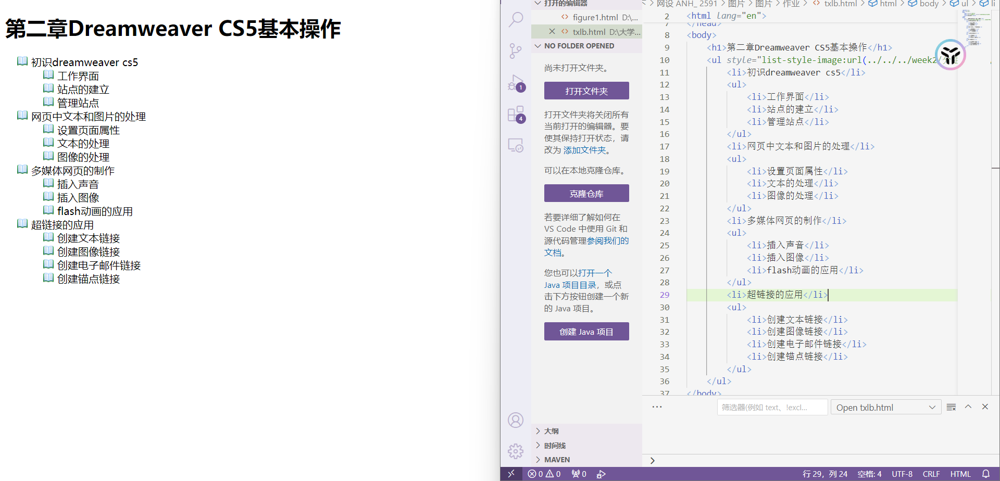 第二章Dreamweaver CS5基本操作
初识dreamweaver cs5
工作界面
站点的建立
管理站点
网页中文本和图片的处理
设置页面属性
文本的处理
图像的处理
多媒体网页的制作
插入声音
插入图像
flash动画的应用
超链接的应用
创建文本链接
创建图像链接
创建电子邮件链接
创建锚点链接
1
4
打开的编辑器
<> figure1.html D:\...
× <> txlb.html D:\大学...
NO FOLDER OPENED
尚未打开文件夹。
打开文件夹
打开文件夹将关闭所有
当前打开的编辑器。要
使其保持打开状态，请
改为 添加文件夹。
可以在本地克隆仓库。
克隆仓库
若要详细了解如何在
VS Code 中使用 Git 和
源代码管理参阅我们的
文档。
您也可以打开一个
Java 项目目录，或点
击下方按钮创建一个新
的 Java 项目。
创建 Java 项目
大纲
时间线
MAVEN
网设 ANH_ 2591 > 图片 > 图片 > 作业 > <> txlb.html > html > body > ul > li
2 <html lang="en">
7 </head>
8 <body>
9 <h1>第二章Dreamweaver CS5基本操作</h1>
10 <ul style="list-style-image:url(../../../week2/
11 <li>初识dreamweaver cs5</li>
12 <ul>
13 <li>工作界面</li>
14 <li>站点的建立</li>
15 <li>管理站点</li>
16 </ul>
17 <li>网页中文本和图片的处理</li>
18 <ul>
19 <li>设置页面属性</li>
20 <li>文本的处理</li>
21 <li>图像的处理</li>
22 </ul>
23 <li>多媒体网页的制作</li>
24 <ul>
25 <li>插入声音</li>
26 <li>插入图像</li>
27 <li>flash动画的应用</li>
28 </ul>
29 <li>超链接的应用</li>
30 <ul>
31 <li>创建文本链接</li>
32 <li>创建图像链接</li>
33 <li>创建电子邮件链接</li>
34 <li>创建锚点链接</li>
35 </ul>
36 </ul>
37 </body>
筛选器(例如 text、!excl...
Open txlb.html
0 0 0
行 29，列 24 空格: 4 UTF-8 CRLF HTML